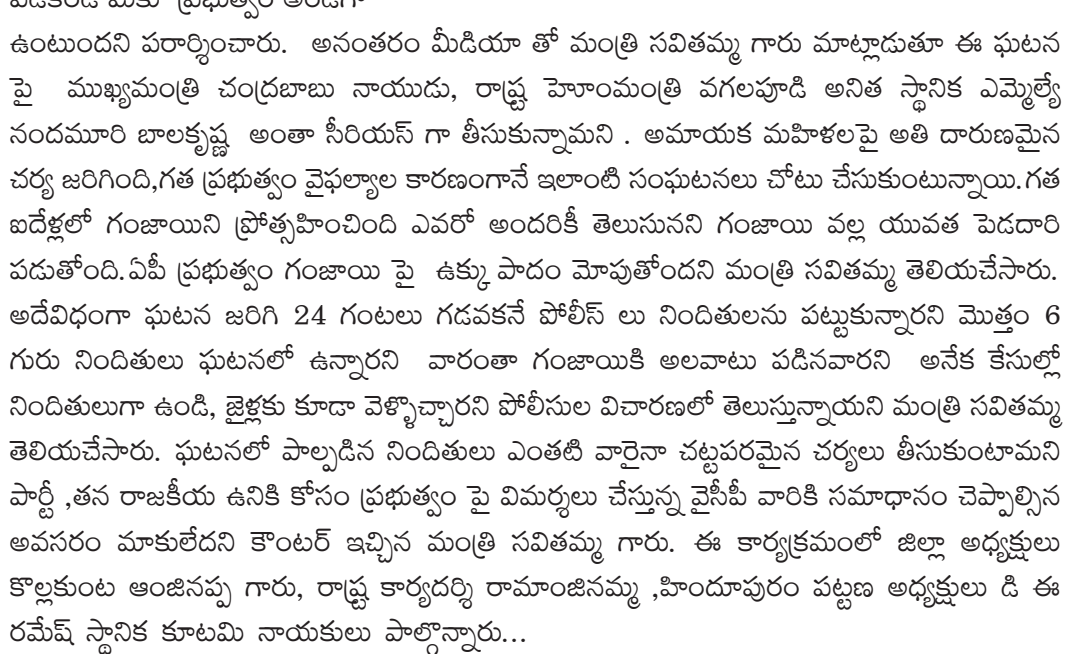 పడకండి మీకు ప్రభుత్వం అండగా
ఉంటుందని పరార్శించారు. అనంతరం మీడియా తో మంత్రి సవితమ్మ గారు మాట్లాడుతూ ఈ ఘటన
పై ముఖ్యమంత్రి చంద్రబాబు నాయుడు, రాష్ట్ర హెూంమంత్రి వగలపూడి అనిత స్థానిక ఎమ్మెల్యే
నందమూరి బాలకృష్ణ అంతా సీరియస్ గా తీసుకున్నామని . అమాయక మహిళలపై అతి దారుణమైన
చర్య జరిగింది,గత ప్రభుత్వం వైఫల్యాల కారణంగానే ఇలాంటి సంఘటనలు చోటు చేసుకుంటున్నాయి.గత
ఐదేళ్లలో గంజాయిని ప్రోత్సహించింది ఎవరో అందరికీ తెలుసునని గంజాయి వల్ల యువత పెడదారి
పడుతోంది.ఏపీ ప్రభుత్వం గంజాయి పై ఉక్కు పాదం మోపుతోందని మంత్రి సవితమ్మ తెలియచేసారు.
అదేవిధంగా ఘటన జరిగి 24 గంటలు గడవకనే పోలీస్ లు నిందితులను పట్టుకున్నారని మొత్తం 6
గురు నిందితులు ఘటనలో ఉన్నారని వారంతా గంజాయికి అలవాటు పడినవారని అనేక కేసుల్లో
నిందితులుగా ఉండి, జైళ్లకు కూడా వెళ్ళొచ్చారని పోలీసుల విచారణలో తెలుస్తున్నాయని మంత్రి సవితమ్మ
తెలియచేసారు. ఘటనలో పాల్పడిన నిందితులు ఎంతటి వారైనా చట్టపరమైన చర్యలు తీసుకుంటామని
పార్టీ ,తన రాజకీయ ఉనికి కోసం ప్రభుత్వం పై విమర్శలు చేస్తున్న వైసీపీ వారికి సమాధానం చెప్పాల్సిన
అవసరం మాకులేదని కౌంటర్ ఇచ్చిన మంత్రి సవితమ్మ గారు. ఈ కార్యక్రమంలో జిల్లా అధ్యక్షులు
కొల్లకుంట ఆంజినప్ప గారు, రాష్ట్ర కార్యదర్శి రామాంజినమ్మ ,హిందూపురం పట్టణ అధ్యక్షులు డి ఈ
రమేష్ స్థానిక కూటమి నాయకులు పాల్గొన్నారు...